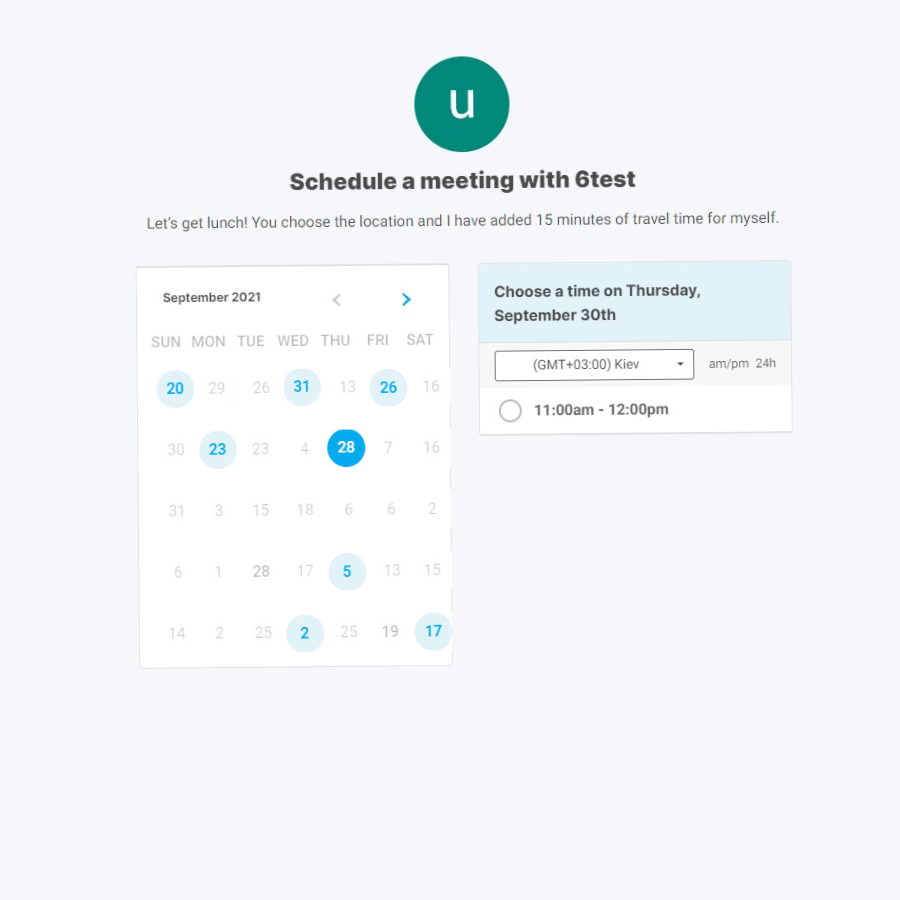 u
Schedule a meeting with 6test
Let's get lunch! You choose the location and I have added 15 minutes of travel time for myself.
September 2021
SUN MON TUE WED THU FRI SAT
20 29 26 31 13 26 16
30 23 23 4 28 7 16
31 3 15 18 6 6 2
6 1 28 17 5 13 15
14 2 25 2 25 19 17
Choose a time on Thursday,
September 30th
(GMT+03:00) Kiev
am/pm 24h
11:00am - 12:00pm